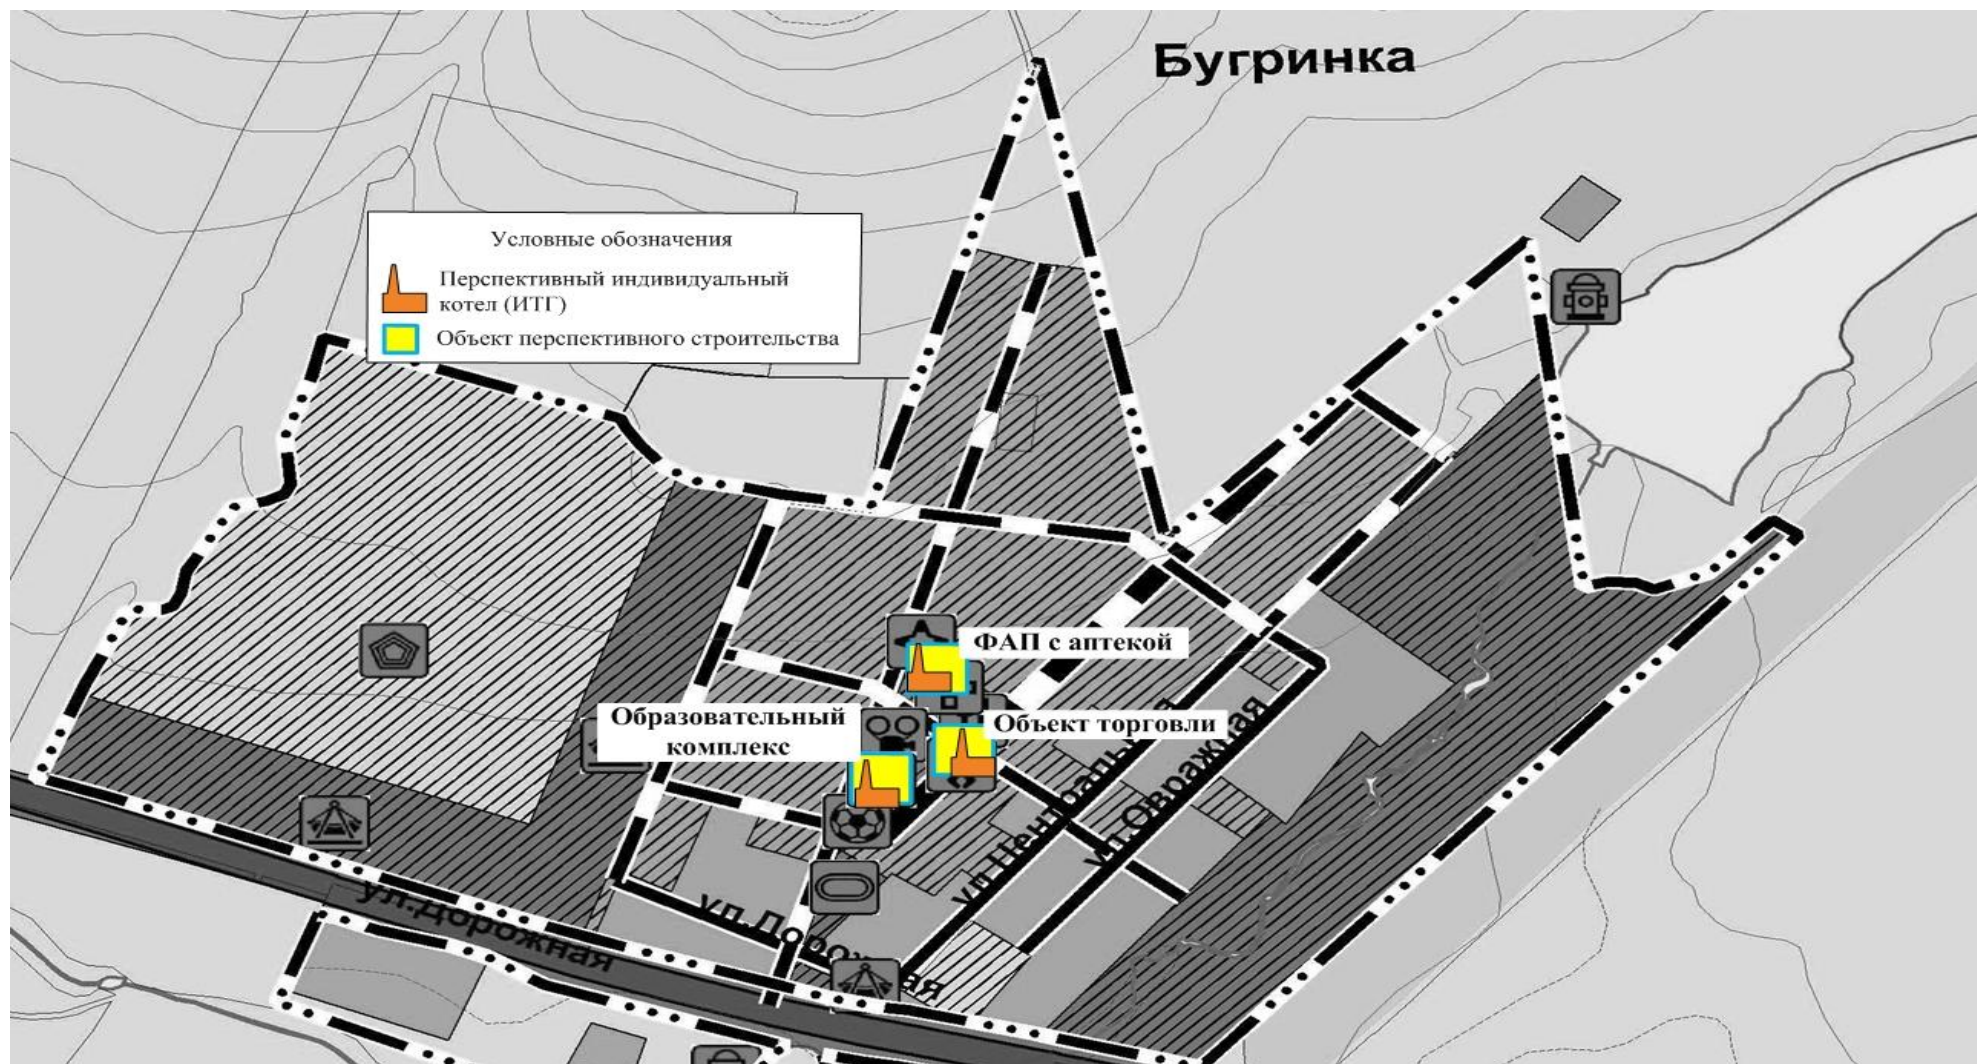 Бугринка
Условные обозначения
Перспективный индивидуальный
котел (ИТГ)
Объект перспективного строительства
ФАП с аптекой
Образовательный
комплекс
Объект торговли
ул.Центральная
ул.Овражная
ул.Дорожная
ул.дорожная